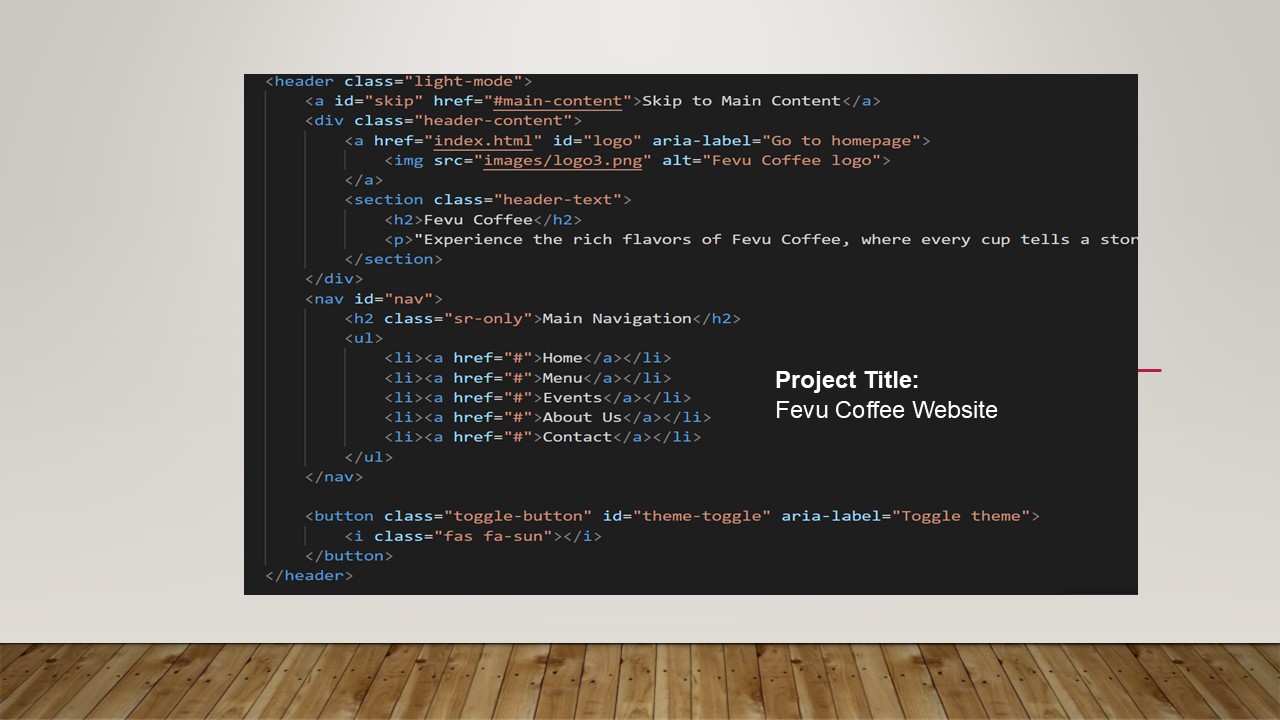 <header class="light-mode">
<a id="skip" href="#main-content">Skip to Main Content</a>
<div class="header-content">
<a href="index.html" id="logo" aria-label="Go to homepage">
<img src="images/logo3.png" alt="Fevu Coffee logo">
</a>
<section class="header-text">
<h2>Fevu Coffee</h2>
<p>"Experience the rich flavors of Fevu Coffee, where every cup tells a stor
</section>
</div>
<nav id="nav">
<h2 class="sr-only">Main Navigation</h2>
<ul>
<li><a href="#">Home</a></li>
<li><a href="#">Menu</a></li>
<li><a href="#">Events</a></li>
<li><a href="#">About Us</a></li>
<li><a href="#">Contact</a></li>
</ul>
</nav>
<button class="toggle-button" id="theme-toggle" aria-label="Toggle theme">
<i class="fas fa-sun"></i>
</button>
</header>
Project Title:
Fevu Coffee Website